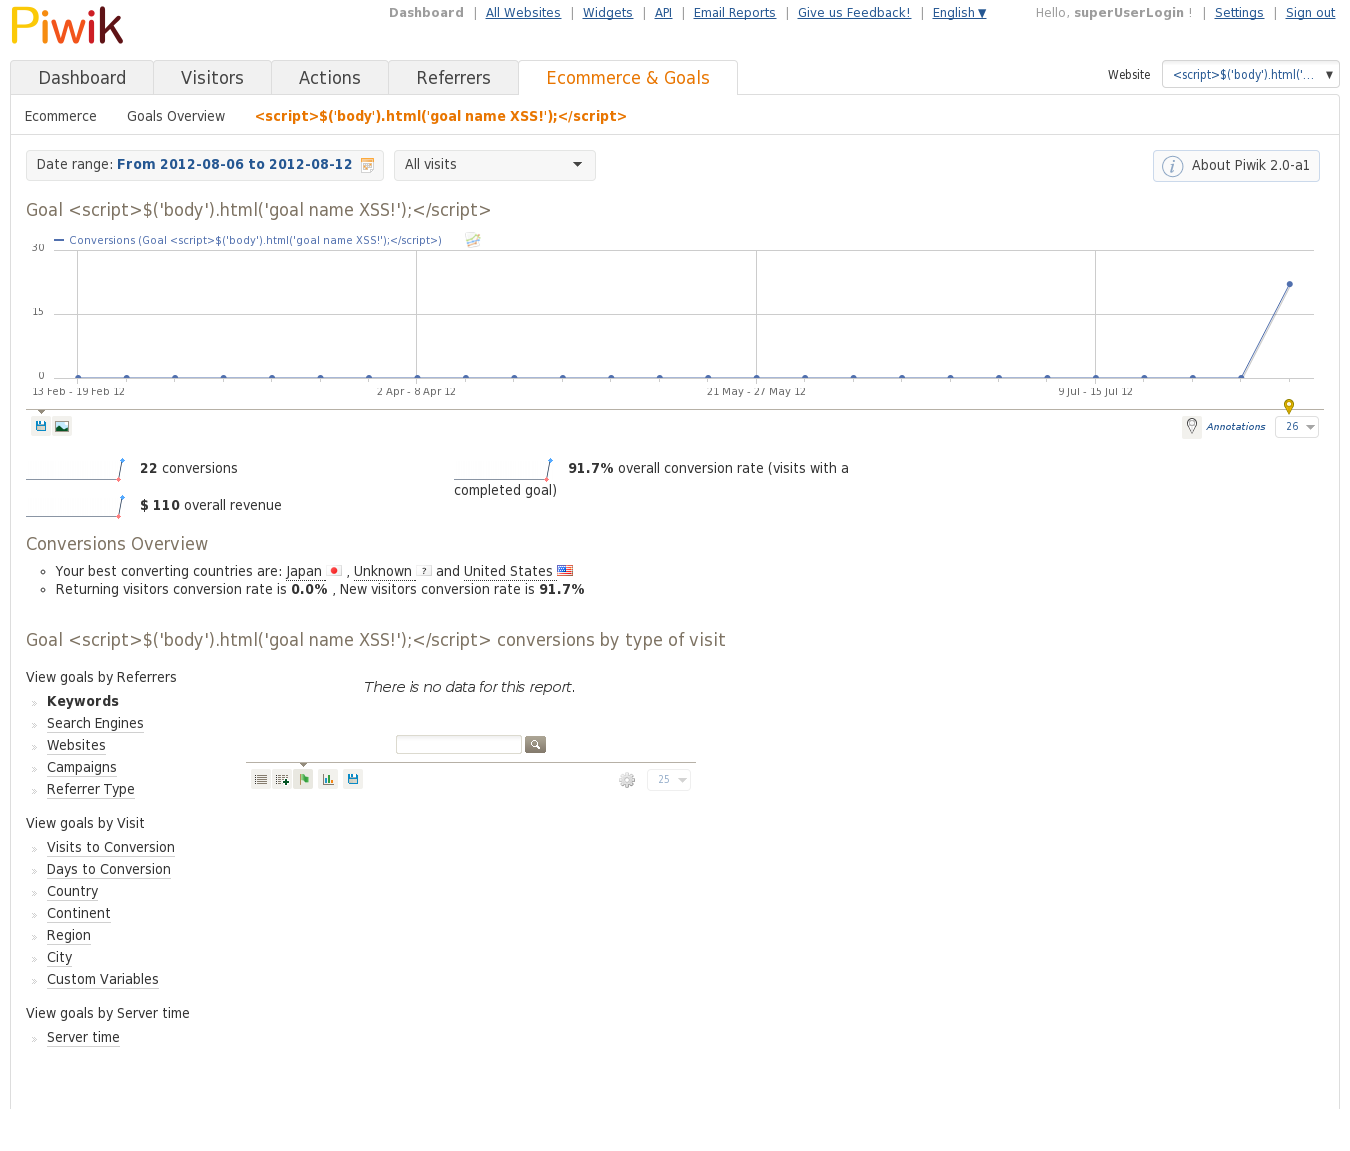 Piwik
Dashboard | All Websites | Widgets | API | Email Reports | Give us Feedback! | English ▼ Hello, superUserLogin ! | Settings | Sign out
Dashboard Visitors Actions Referrers Ecommerce & Goals
Website <script>$('body').html('... ▼
Ecommerce Goals Overview <script>$('body').html('goal name XSS!');</script>
Date range: From 2012-08-06 to 2012-08-12 All visits About Piwik 2.0-a1
Goal <script>$('body').html('goal name XSS!');</script>
Conversions (Goal <script>$('body').html('goal name XSS!');</script>)
30
15
0
13 Feb - 19 Feb 12 2 Apr - 8 Apr 12 21 May - 27 May 12 9 Jul - 15 Jul 12
Annotations 26
22 conversions
91.7% overall conversion rate (visits with a
completed goal)
$ 110 overall revenue
Conversions Overview
Your best converting countries are: Japan , Unknown ? and United States
Returning visitors conversion rate is 0.0% , New visitors conversion rate is 91.7%
Goal <script>$('body').html('goal name XSS!');</script> conversions by type of visit
View goals by Referrers
Keywords
Search Engines
Websites
Campaigns
Referrer Type
There is no data for this report.
25
View goals by Visit
Visits to Conversion
Days to Conversion
Country
Continent
Region
City
Custom Variables
View goals by Server time
Server time